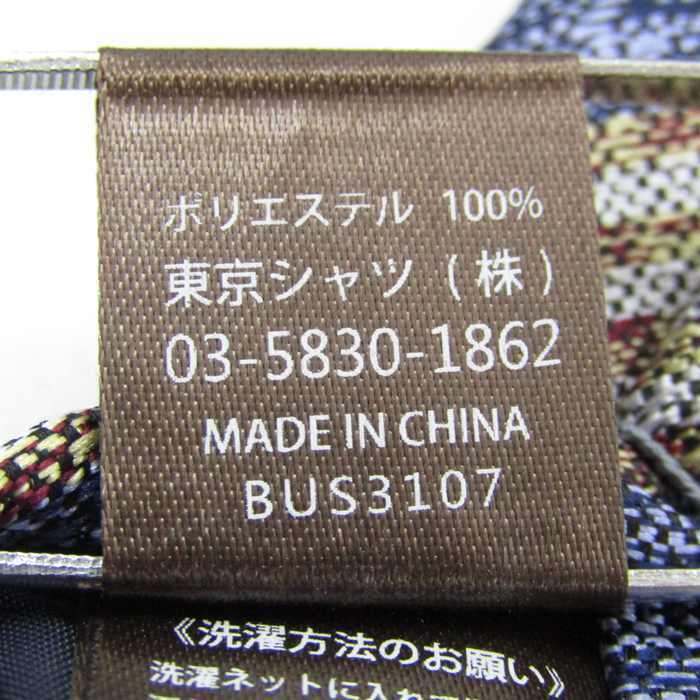 ポリエステル 100%
東京シャツ(株)
03-5830-1862
MADE IN CHINA
BUS3107
《洗濯方法のお願い》
洗濯ネットに入れ